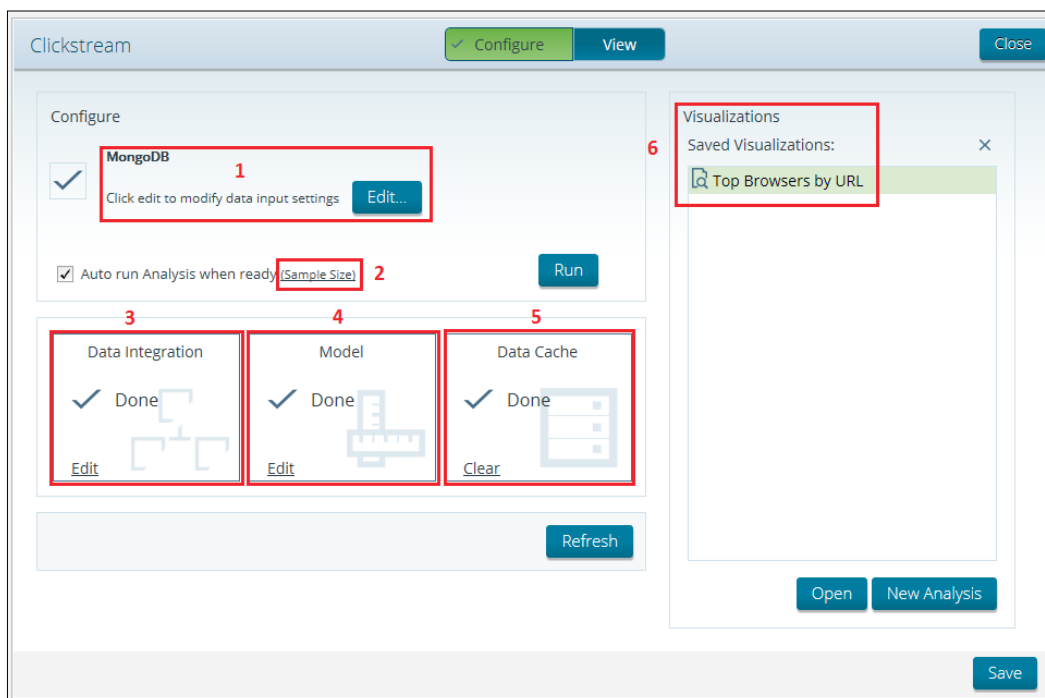 Clickstream
Configure
View
Close
Configure
MongoDB
1
Click edit to modify data input settings
Edit...
Auto run Analysis when ready (Sample Size)
2
Run
3
4
5
Data Integration
Done
Edit
Model
Done
Edit
Data Cache
Done
Clear
Refresh
6
Visualizations
Saved Visualizations:
Top Browsers by URL
Open
New Analysis
Save